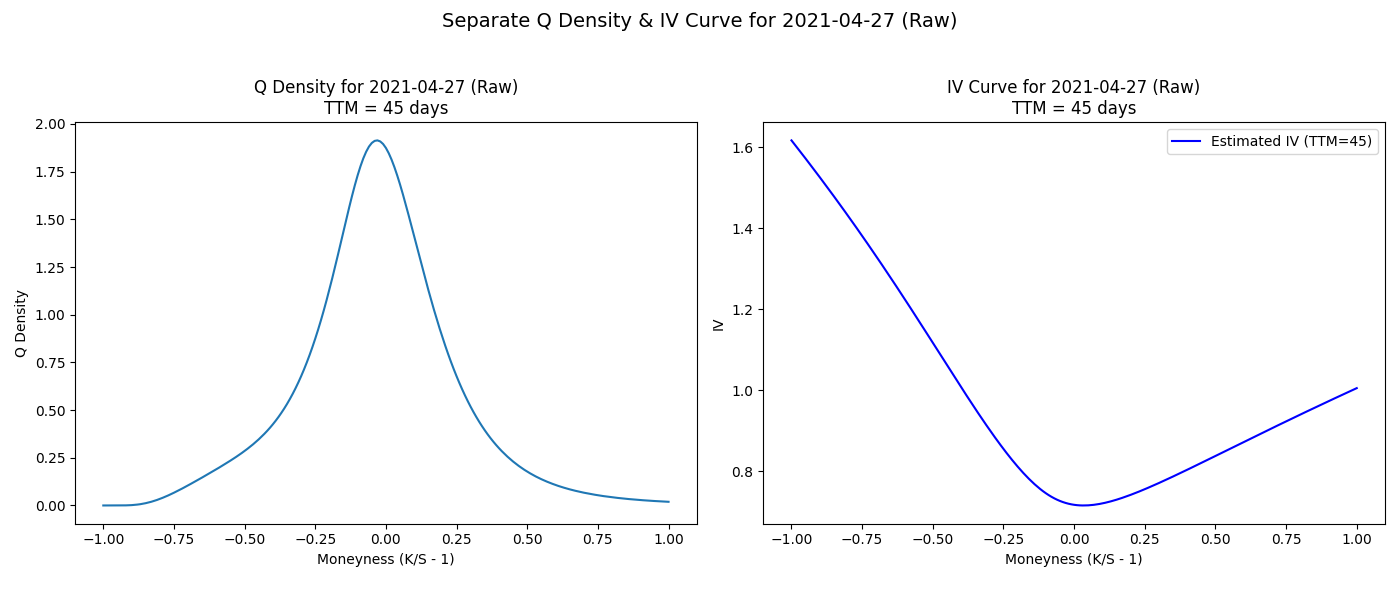 Separate Q Density & IV Curve for 2021-04-27 (Raw)
Q Density for 2021-04-27 (Raw)
TTM = 45 days
2.00
1.75
1.50
1.25
1.00
0.75
0.50
0.25
0.00
Q Density
−1.00 −0.75 −0.50 −0.25 0.00 0.25 0.50 0.75 1.00
Moneyness (K/S - 1)
IV Curve for 2021-04-27 (Raw)
TTM = 45 days
Estimated IV (TTM=45)
1.6
1.4
1.2
1.0
0.8
IV
−1.00 −0.75 −0.50 −0.25 0.00 0.25 0.50 0.75 1.00
Moneyness (K/S - 1)